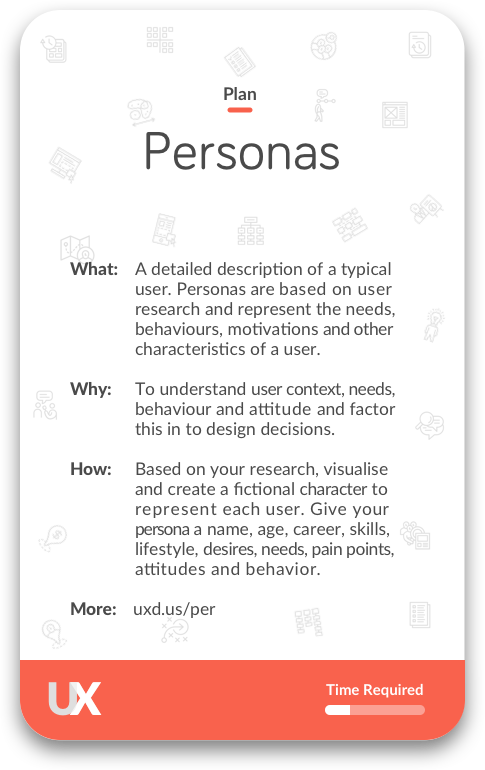 Plan
Personas
What: A detailed description of a typical
user. Personas are based on user
research and represent the needs,
behaviours, motivations and other
characteristics of a user.
Why: To understand user context, needs,
behaviour and attitude and factor
this in to design decisions.
How: Based on your research, visualise
and create a fictional character to
represent each user. Give your
persona a name, age, career, skills,
lifestyle, desires, needs, pain points,
attitudes and behavior.
More: uxd.us/per
UX
Time Required